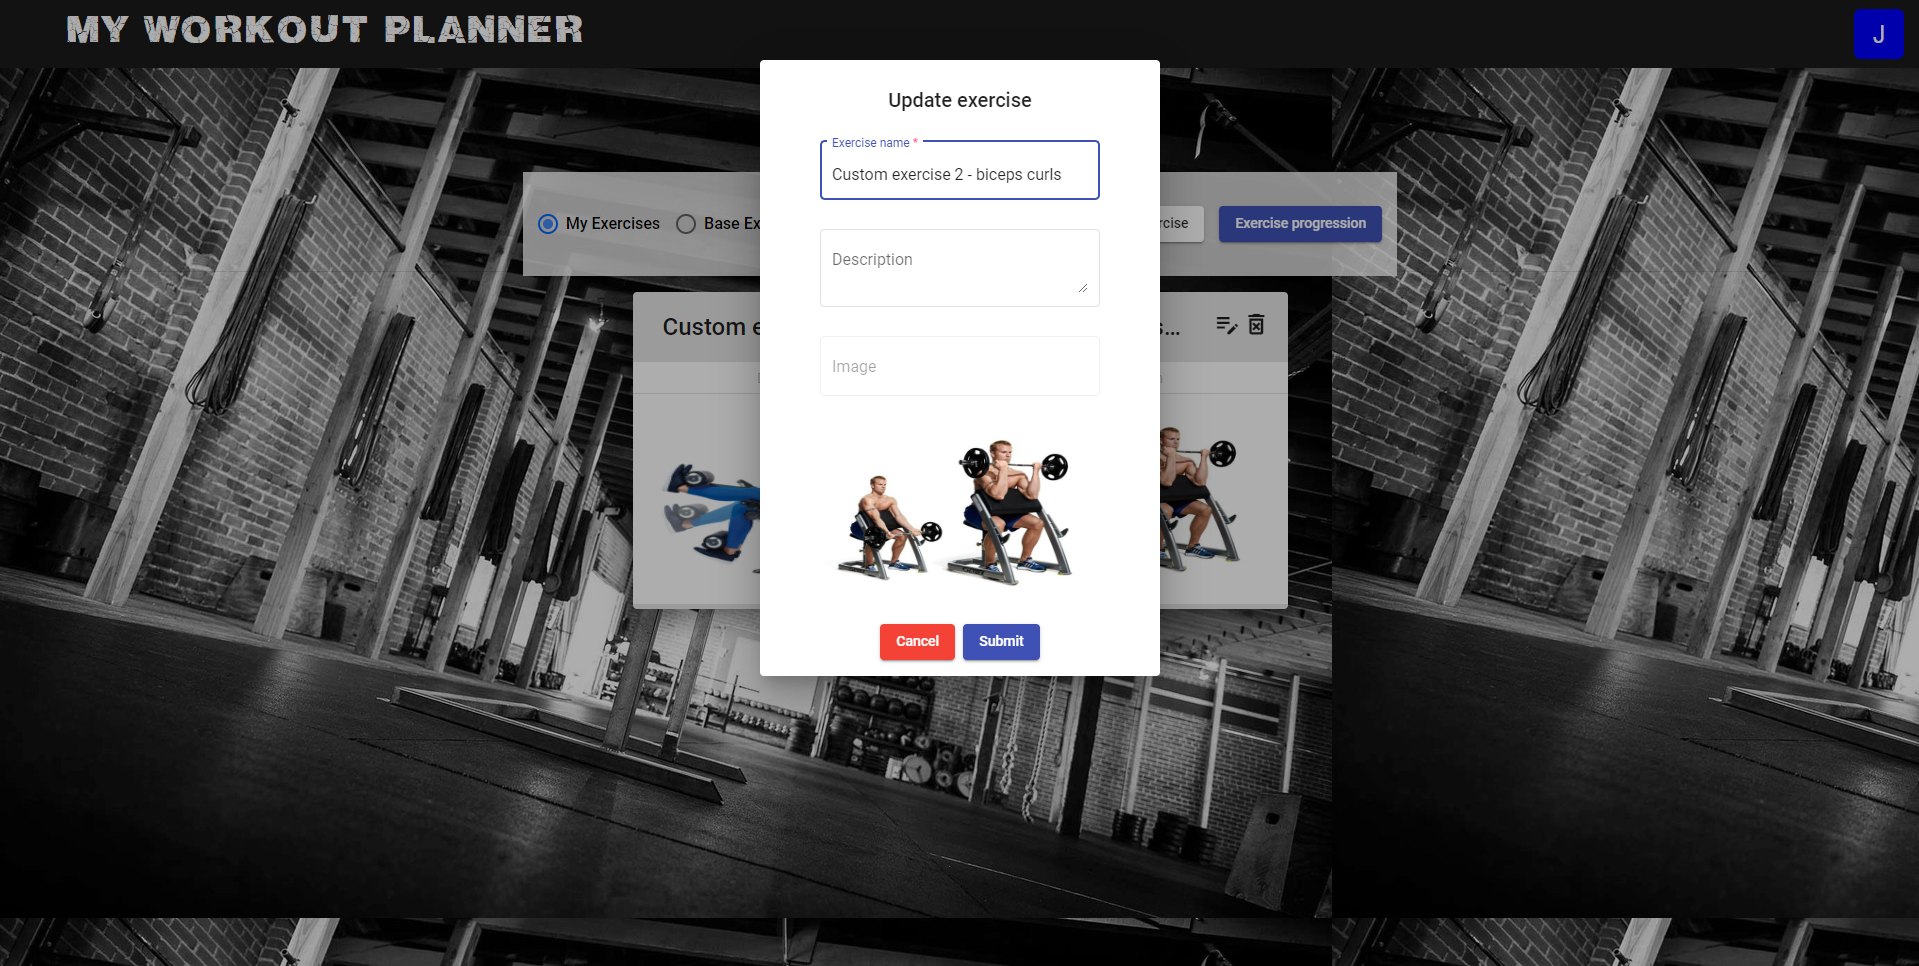 MY WORKOUT PLANNER
J
Update exercise
Exercise name *
Custom exercise 2 - biceps curls
My Exercises
Base Ex
rcise
Exercise progression
Description
Custom e
s...
Image
Cancel
Submit